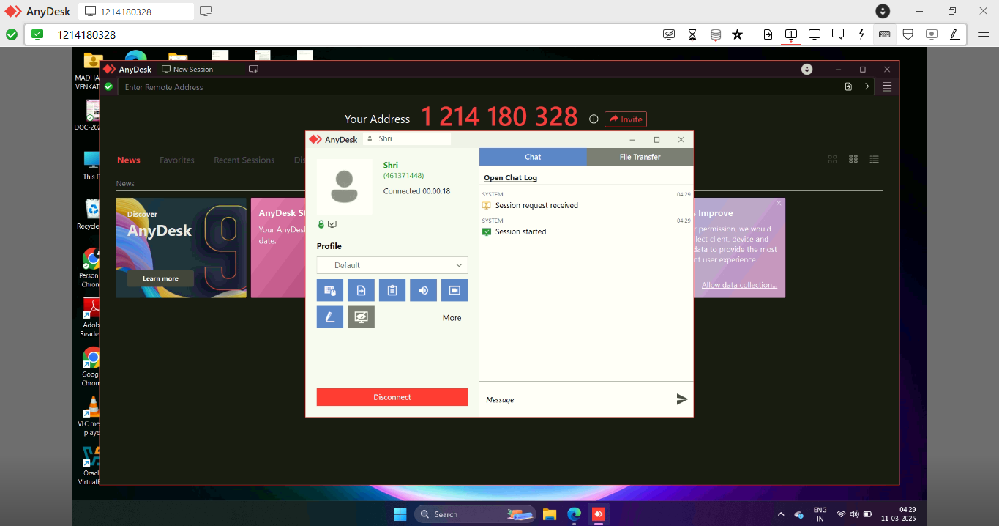 AnyDesk
1214180328
1214180328
MADHA
VENKAT
DOC-202
This P
Recycle
Person
Chrom
Adob
Reade
Goog
Chrom
VLC me
playe
Orac
VirtualB
AnyDesk
New Session
Enter Remote Address
Your Address 1 214 180 328 Invite
News Favorites Recent Sessions Dis
News
Discover
AnyDesk
Learn more
AnyDesk St
Your AnyDesk
date.
s Improve
r permission, we would
llect client, device and
data to provide the most
nt user experience.
Allow data collection...
AnyDesk Shri
Shri
(461371448)
Connected 00:00:18
Profile
Default
More
Disconnect
Chat File Transfer
Open Chat Log
SYSTEM 04:29
Session request received
SYSTEM 04:29
Session started
Message
Search
ENG
IN
04:29
11-03-2025